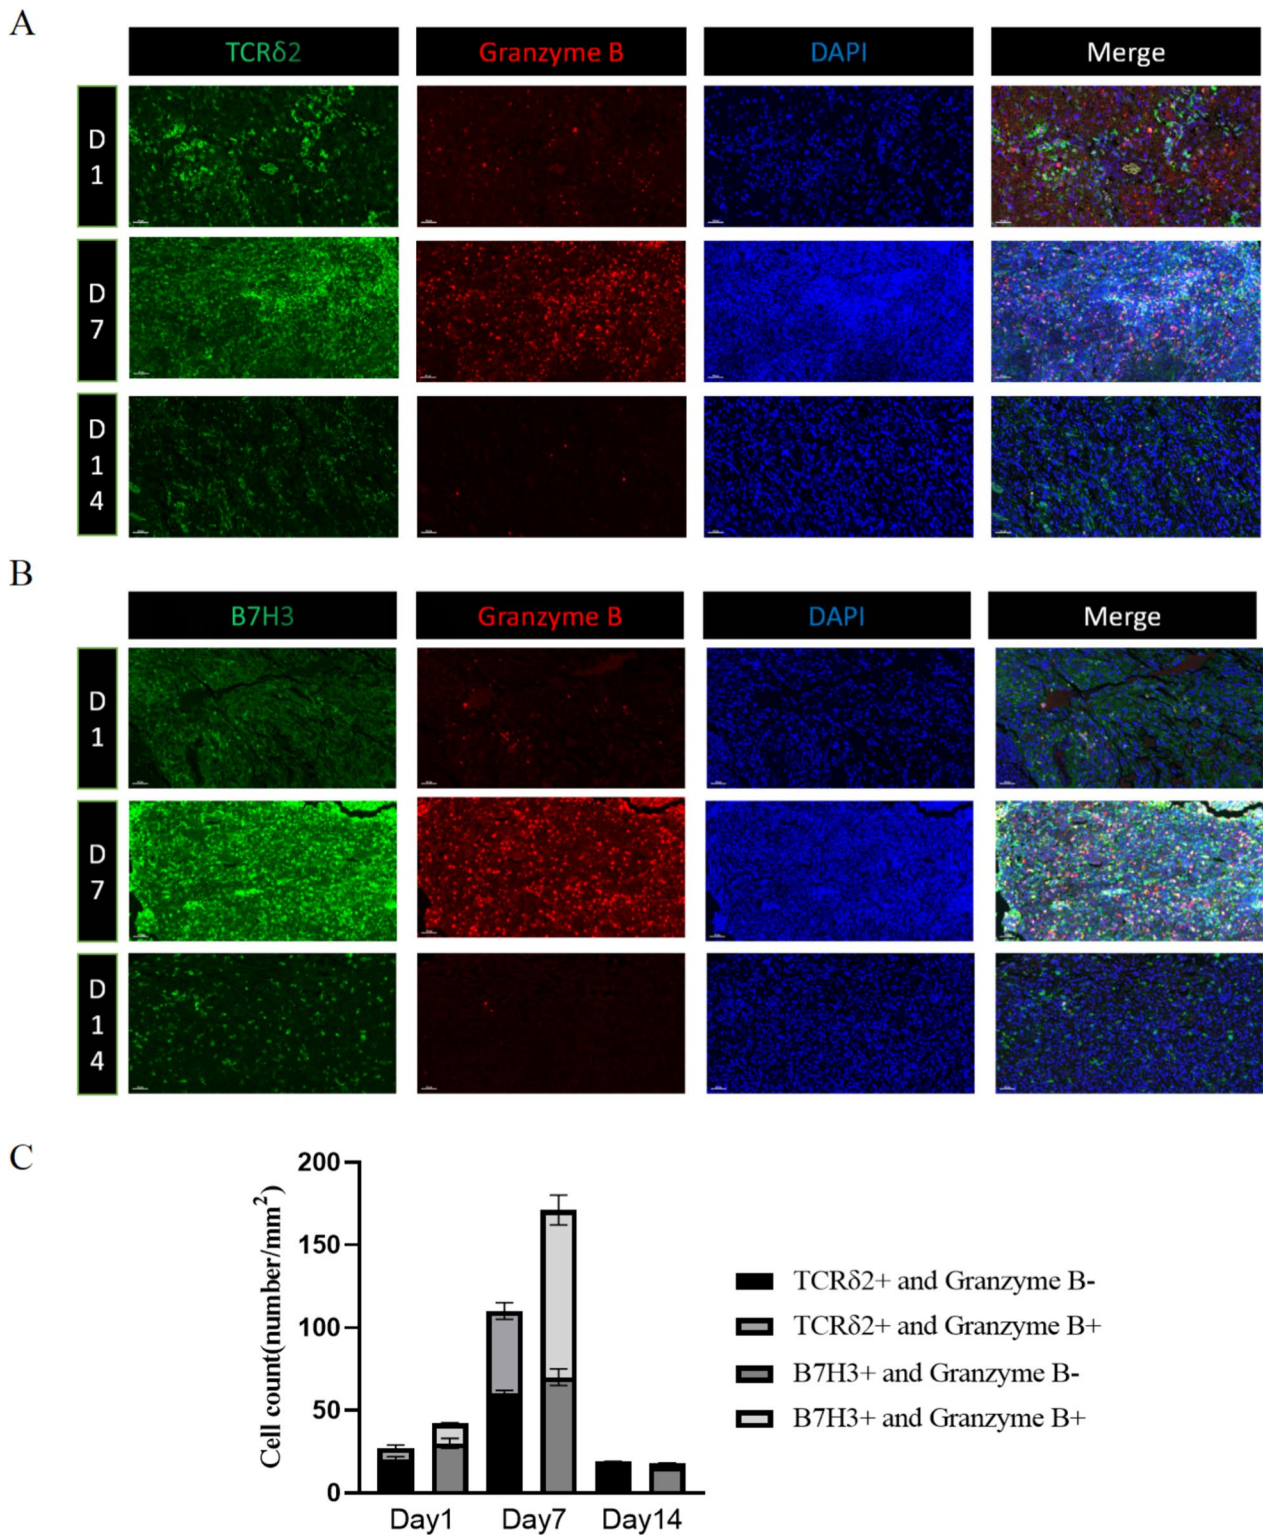 A
TCRδ2 Granzyme B DAPI Merge
D
1
D
7
D
1
4
B
B7H3 Granzyme B DAPI Merge
D
1
D
7
D
1
4
C
Cell count(number/mm²)
200
150
100
50
0
Day1 Day7 Day14
TCRδ2+ and Granzyme B-
TCRδ2+ and Granzyme B+
B7H3+ and Granzyme B-
B7H3+ and Granzyme B+